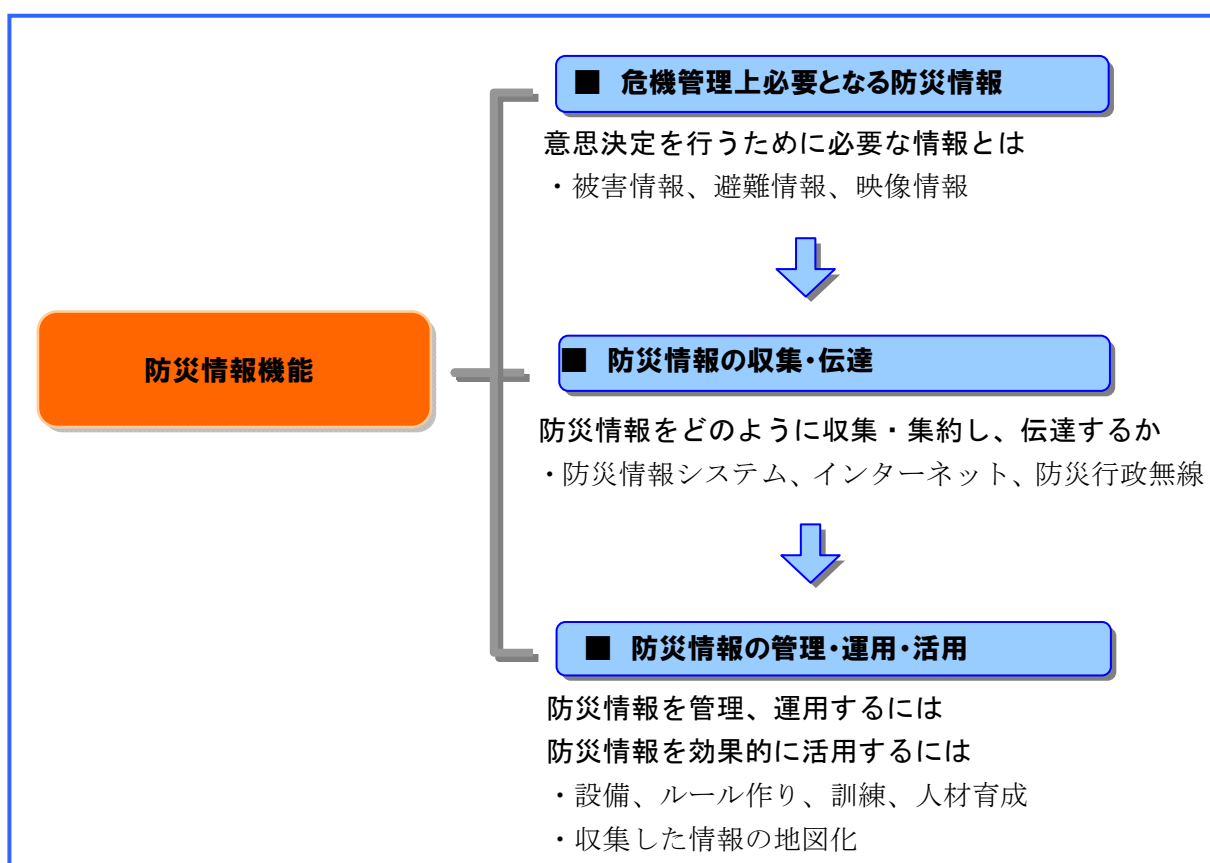 ■ 危機管理上必要となる防災情報
意思決定を行うために必要な情報とは
・被害情報、避難情報、映像情報
防災情報機能
■ 防災情報の収集・伝達
防災情報をどのように収集・集約し、伝達するか
・防災情報システム、インターネット、防災行政無線
■ 防災情報の管理・運用・活用
防災情報を管理、運用するには
防災情報を効果的に活用するには
・設備、ルール作り、訓練、人材育成
・収集した情報の地図化